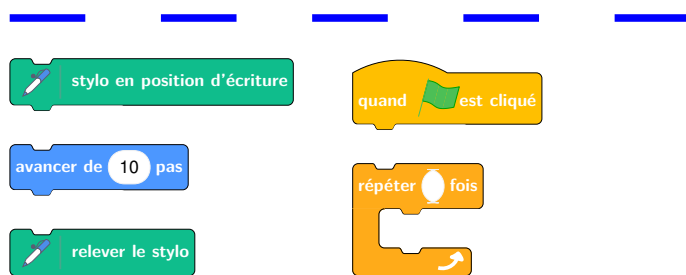 stylo en position d'écriture
quand est cliqué
avancer de 10 pas
répéter fois
relever le stylo